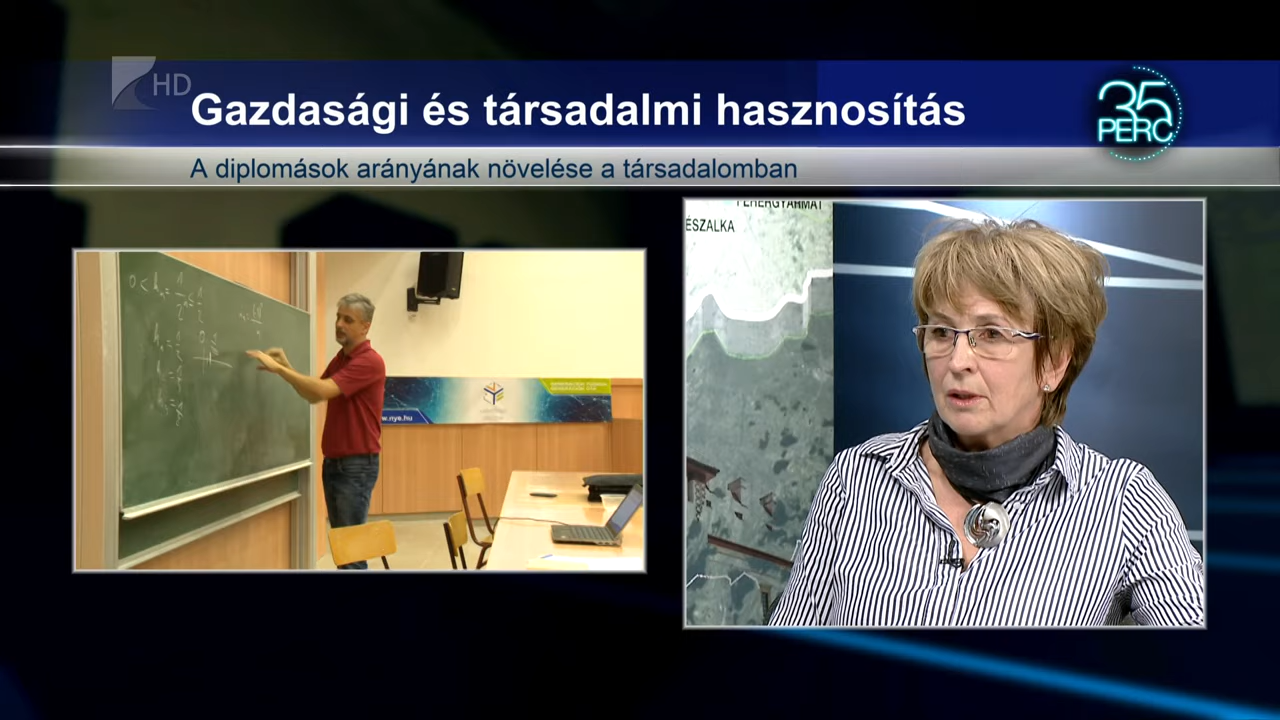 HD
Gazdasági és társadalmi hasznosítás
35
PERC
A diplomások arányának növelése a társadalomban
FEHÉRGYARMAT
ÉSZALKA
www.nye.hu